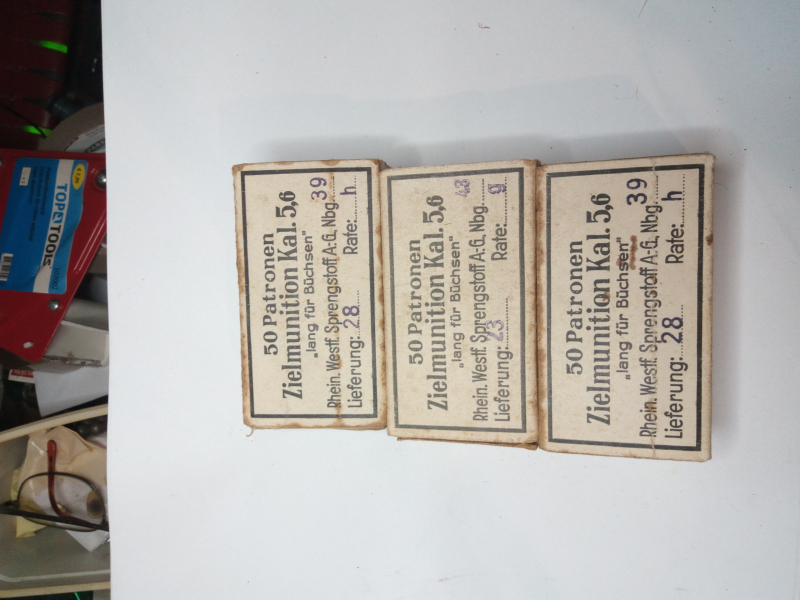 50 Patronen
Zielmunition Kal. 5,6
„lang für Büchsen"
Rhein. Westf. Sprengstoff A.-G. Nbg. 39
Lieferung: 28 Rate: h
50 Patronen
Zielmunition Kal. 5,6
„lang für Büchsen"
Rhein. Westf. Sprengstoff A.-G. Nbg.
Lieferung: 23 Rate: g
50 Patronen
Zielmunition Kal. 5,6
„lang für Büchsen"
Rhein. Westf. Sprengstoff A.-G. Nbg. 39
Lieferung: 28 Rate: h
TOP TOOLS